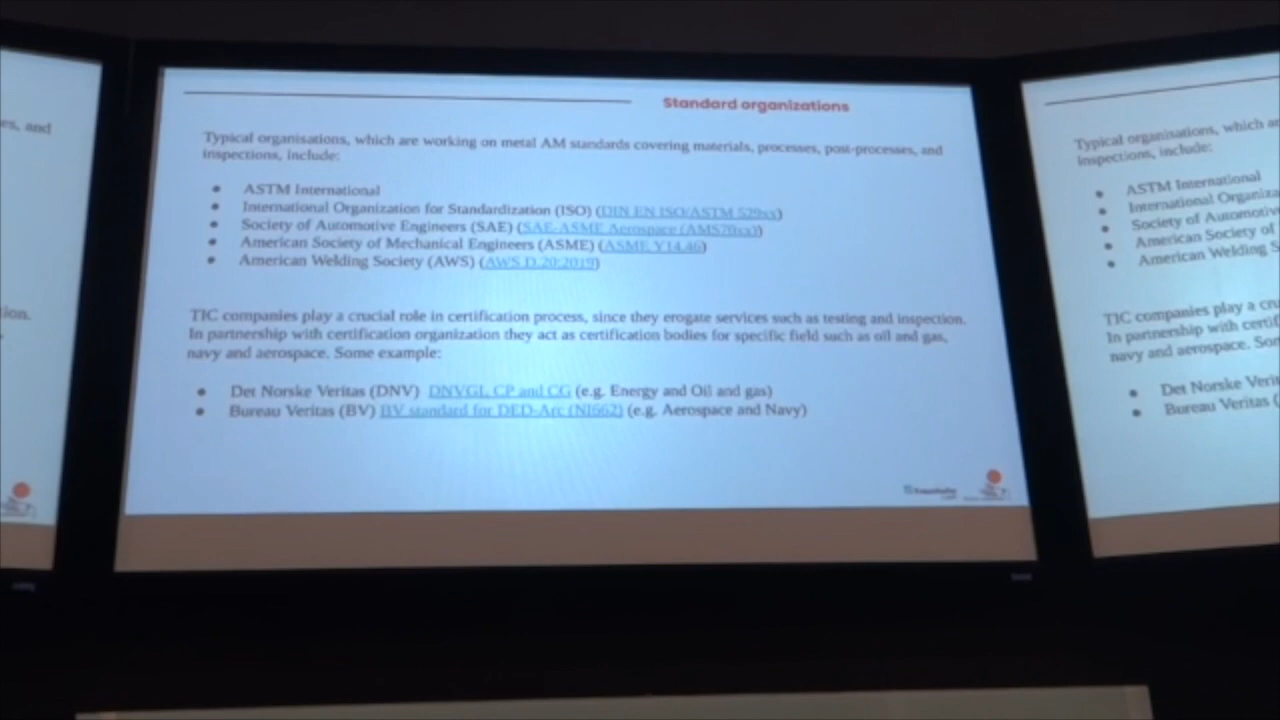 Standard organizations
Typical organisations, which are working on metal AM standards covering materials, processes, post-processes, and
inspections, include:
● ASTM International
● International Organization for Standardization (ISO) (DIN EN ISO/ASTM 529xx)
● Society of Automotive Engineers (SAE) (SAE-ASME Aerospace (AMS70xx))
● American Society of Mechanical Engineers (ASME) (ASME Y14.46)
● American Welding Society (AWS) (AWS D.20:2019)
TIC companies play a crucial role in certification process, since they erogate services such as testing and inspection.
In partnership with certification organization they act as certification bodies for specific field such as oil and gas,
navy and aerospace. Some example:
● Det Norske Veritas (DNV) DNVGL CP and CG (e.g. Energy and Oil and gas)
● Bureau Veritas (BV) BV standard for DED-Arc (NI662) (e.g. Aerospace and Navy)
es, and
tion.
Typical organisations, which a
inspections, include:
● ASTM International
● International Organiza
● Society of Automotiv
● American Society of
● American Welding S
TIC companies play a cru
In partnership with certif
navy and aerospace. Som
● Det Norske Verit
● Bureau Veritas (